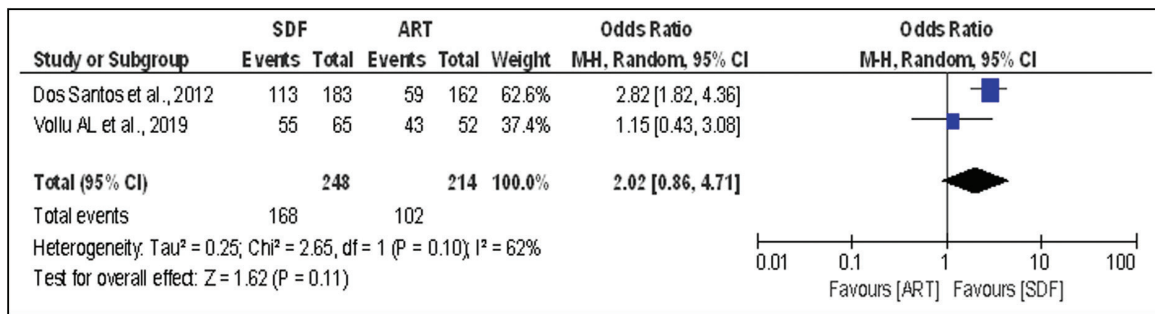 SDF ART Odds Ratio Odds Ratio
Study or Subgroup Events Total Events Total Weight M-H, Random, 95% CI M-H, Random, 95% CI
Dos Santos et al., 2012 113 183 59 162 62.6% 2.82 [1.82, 4.36]
Vollu AL et al., 2019 55 65 43 52 37.4% 1.15 [0.43, 3.08]
Total (95% CI) 248 214 100.0% 2.02 [0.86, 4.71]
Total events 168 102
Heterogeneity: Tau² = 0.25; Chi² = 2.65, df = 1 (P = 0.10); I² = 62%
Test for overall effect: Z = 1.62 (P = 0.11)
0.01 0.1 1 10 100
Favours [ART] Favours [SDF]